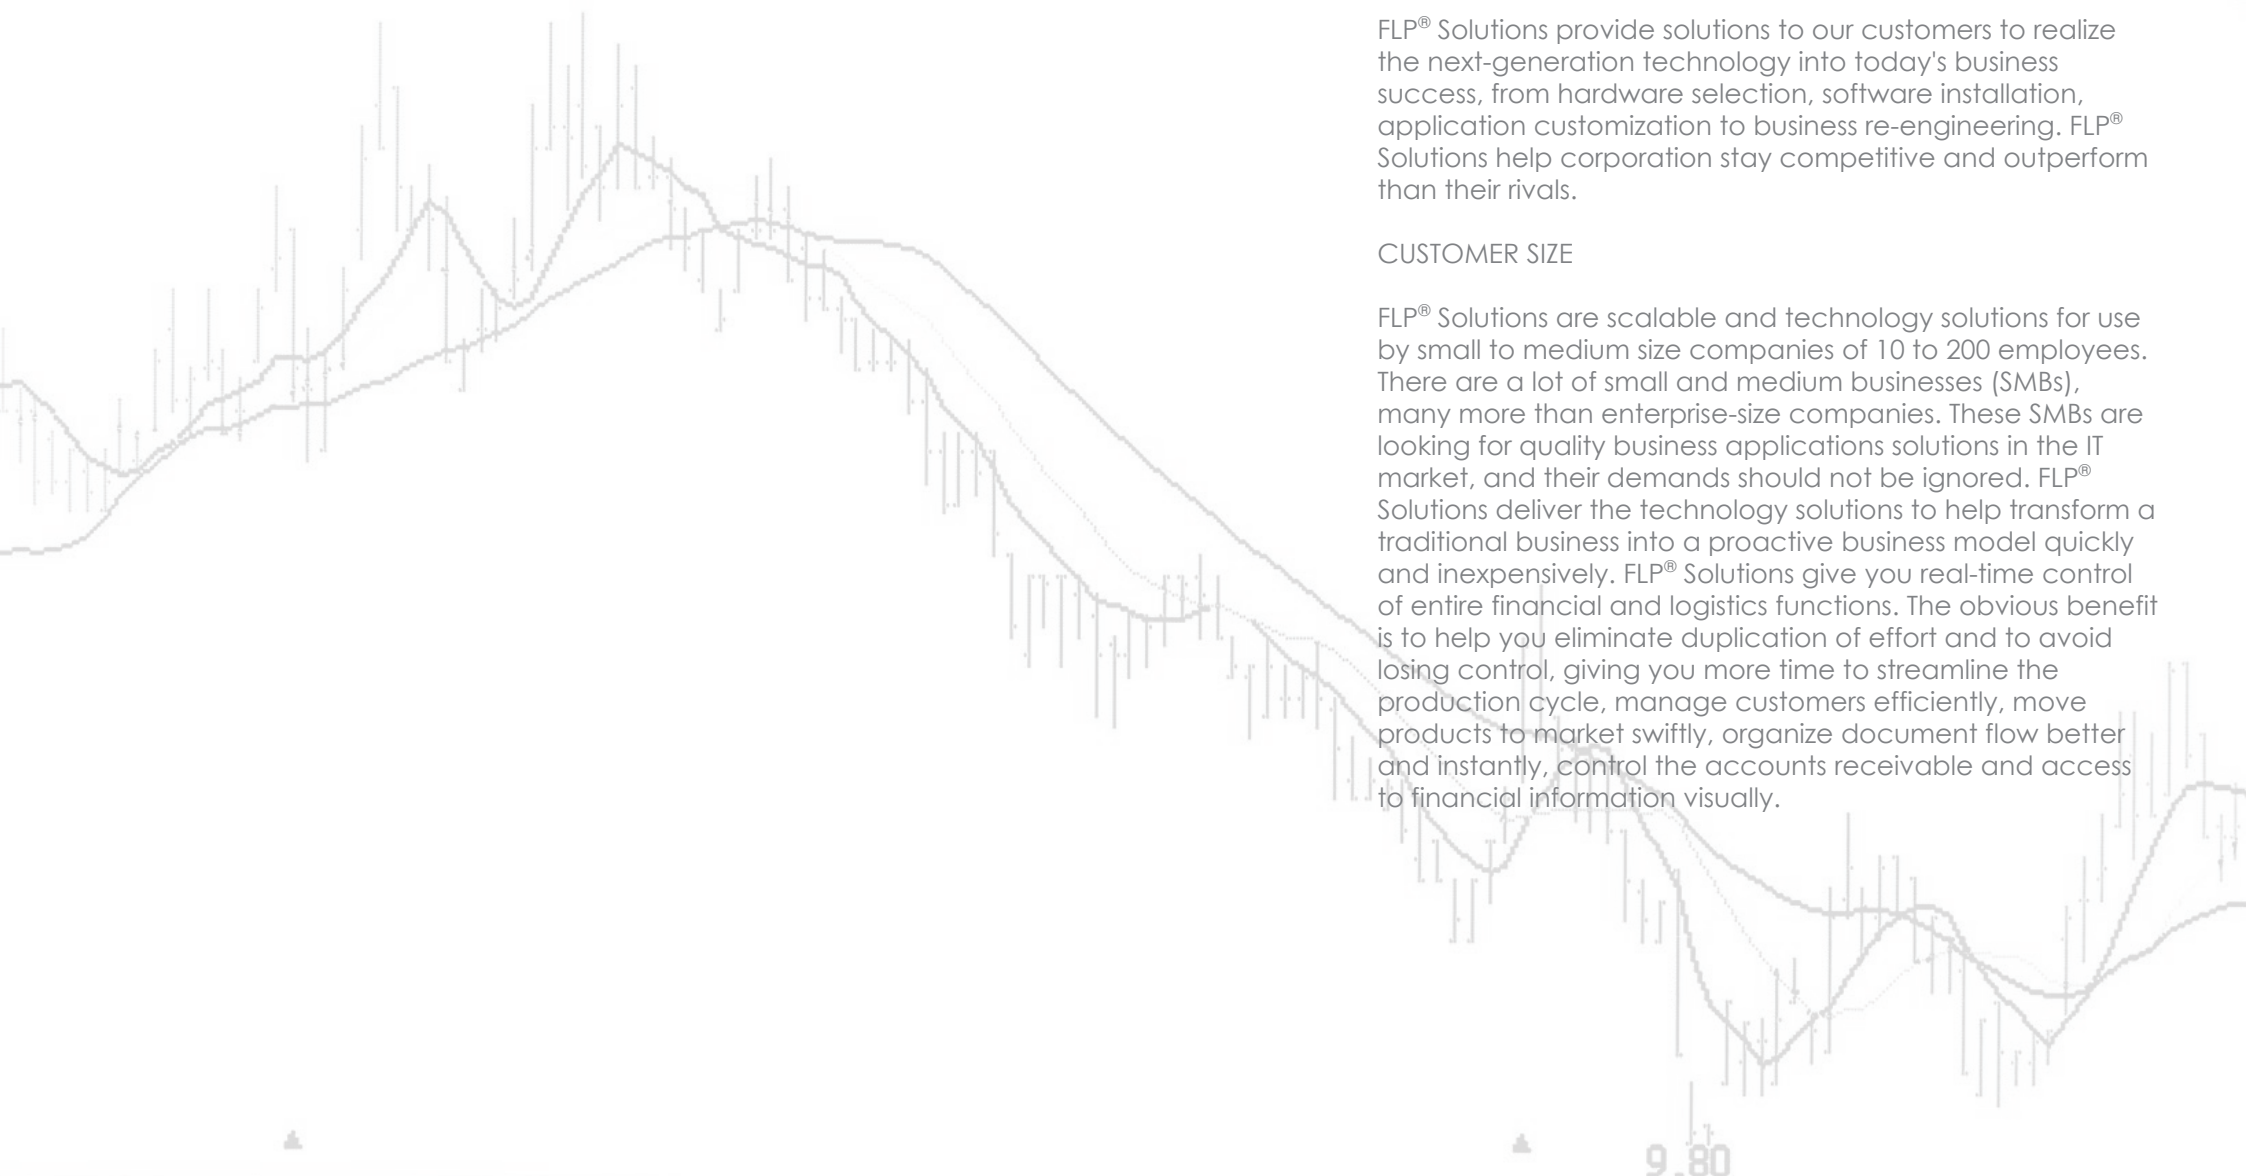 FLP® Solutions provide solutions to our customers to realize
the next-generation technology into today's business
success, from hardware selection, software installation,
application customization to business re-engineering. FLP®
Solutions help corporation stay competitive and outperform
than their rivals.
CUSTOMER SIZE
FLP® Solutions are scalable and technology solutions for use
by small to medium size companies of 10 to 200 employees.
There are a lot of small and medium businesses (SMBs),
many more than enterprise-size companies. These SMBs are
looking for quality business applications solutions in the IT
market, and their demands should not be ignored. FLP®
Solutions deliver the technology solutions to help transform a
traditional business into a proactive business model quickly
and inexpensively. FLP® Solutions give you real-time control
of entire financial and logistics functions. The obvious benefit
is to help you eliminate duplication of effort and to avoid
losing control, giving you more time to streamline the
production cycle, manage customers efficiently, move
products to market swiftly, organize document flow better
and instantly, control the accounts receivable and access
to financial information visually.
9.80